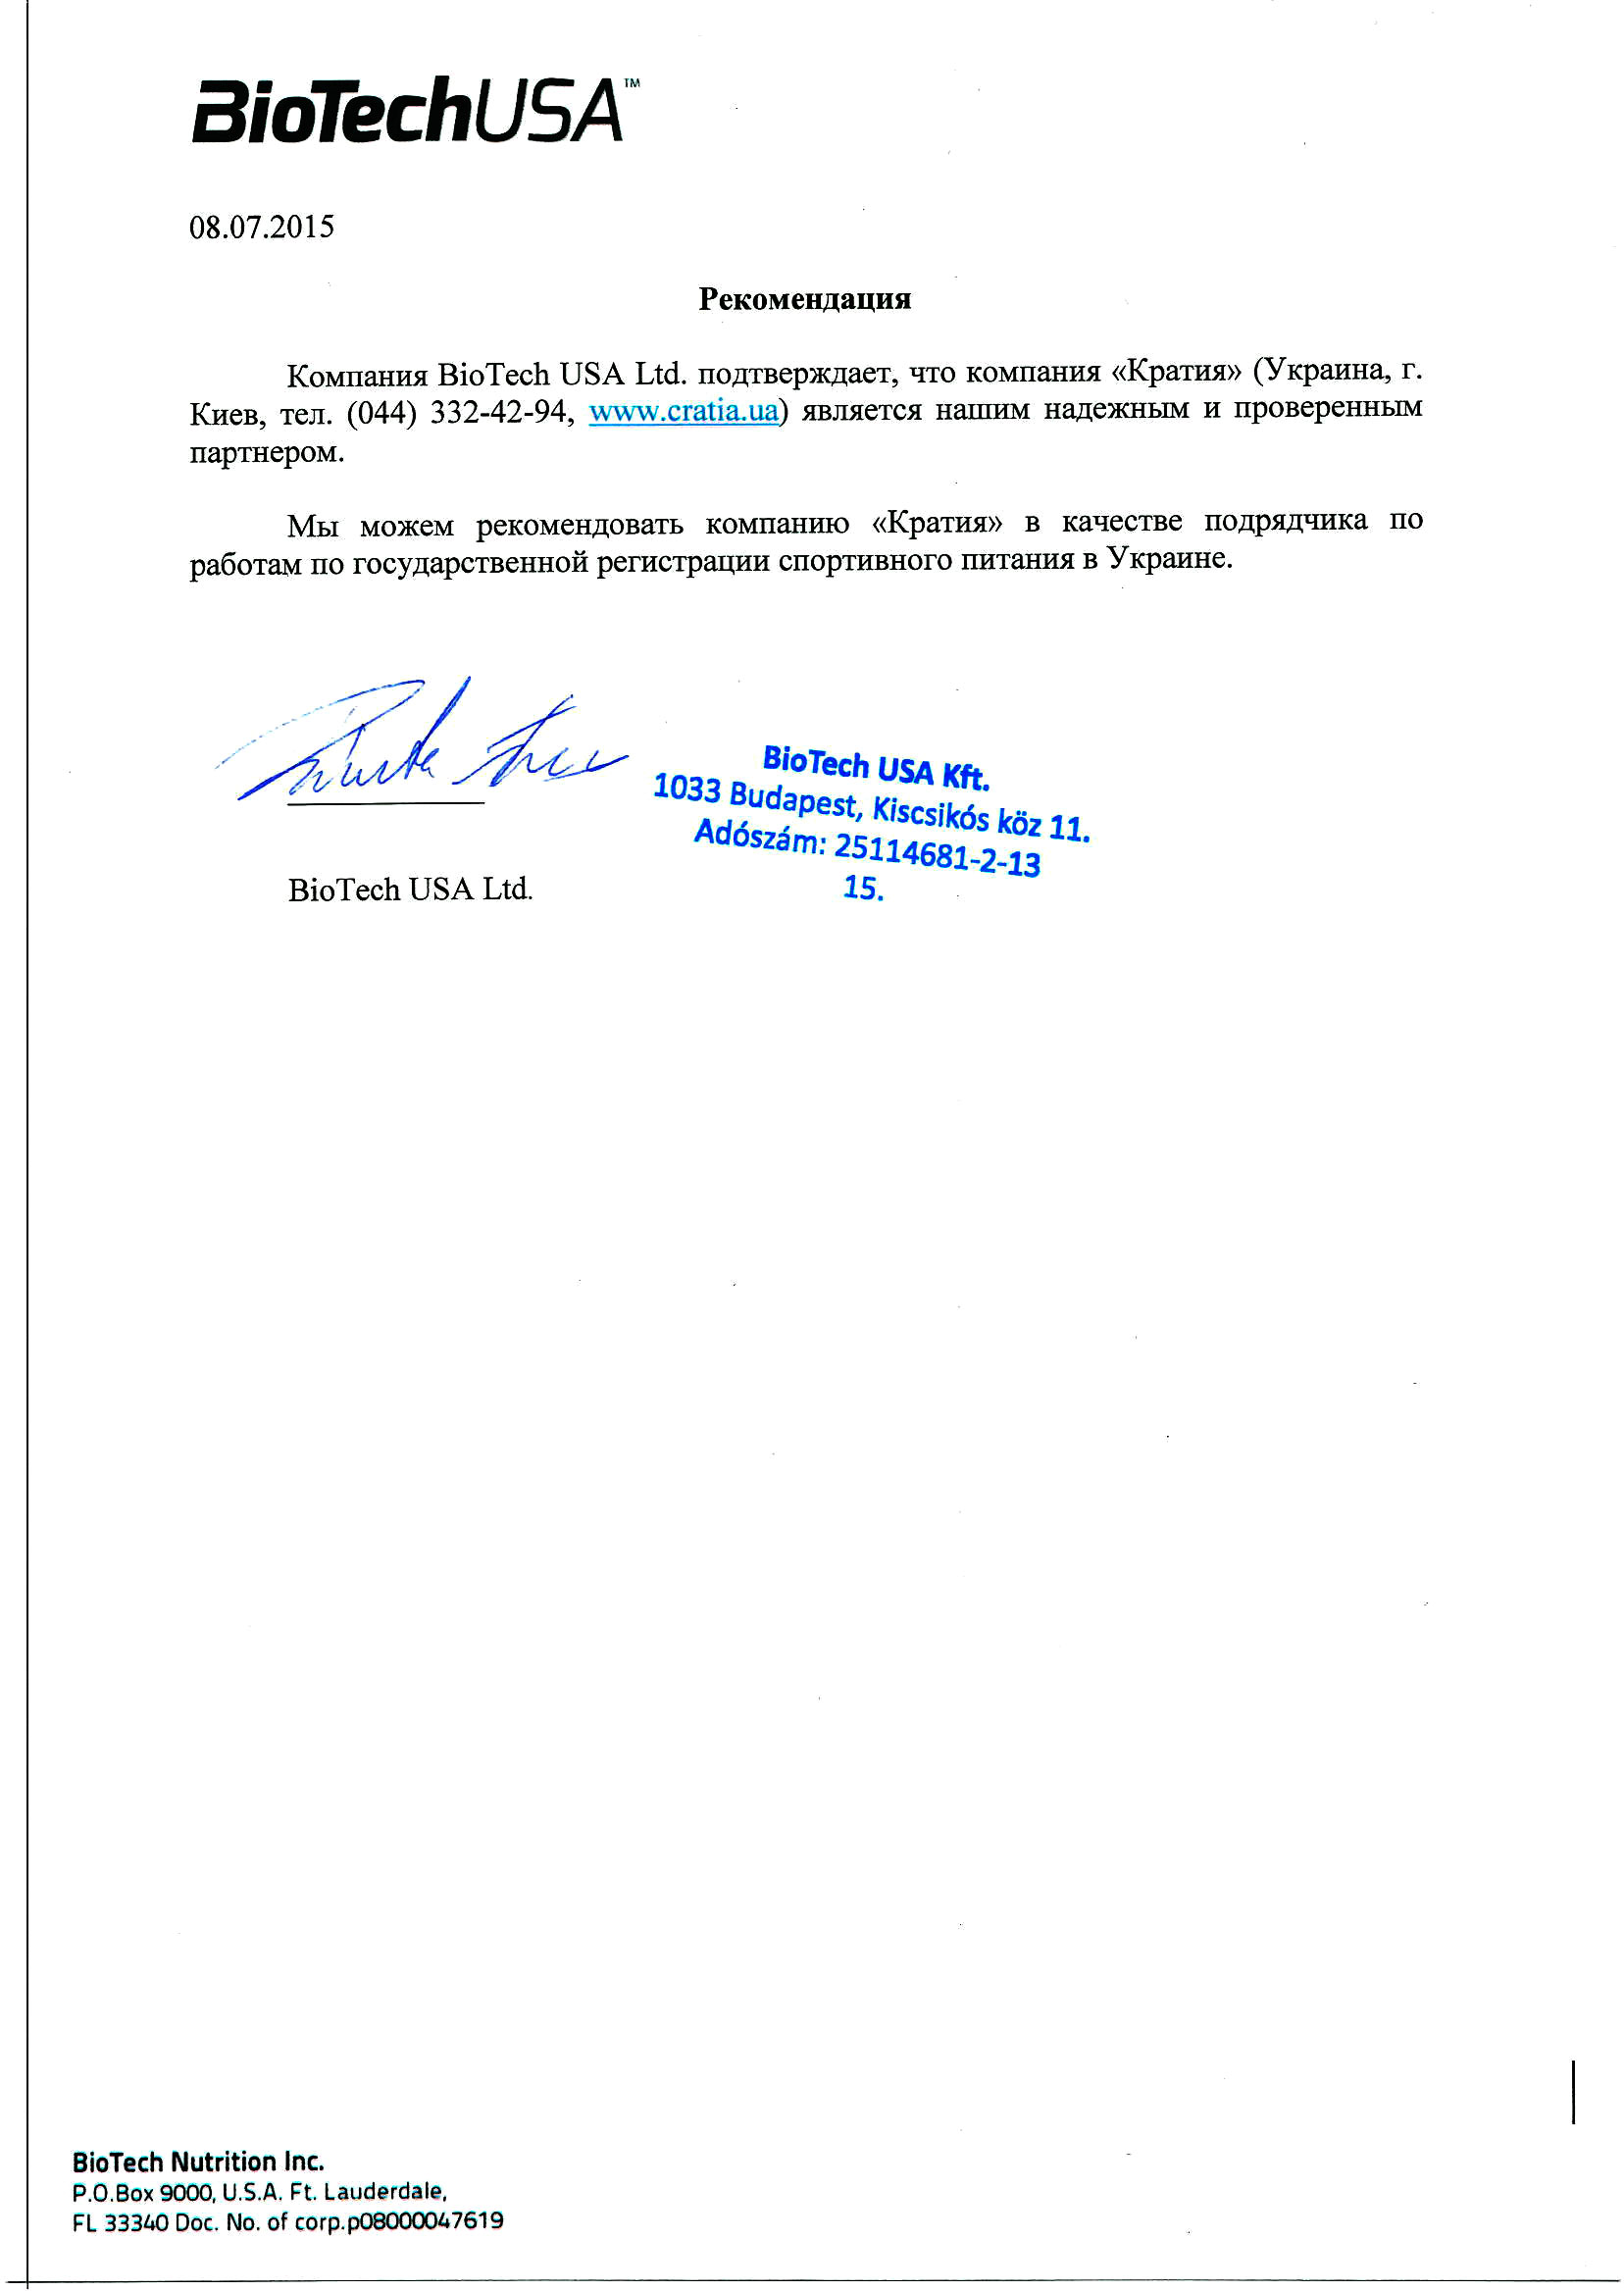 BioTechUSA™
08.07.2015
Рекомендация
Компания BioTech USA Ltd. подтверждает, что компания «Кратия» (Украина, г.
Киев, тел. (044) 332-42-94, www.cratia.ua) является нашим надежным и проверенным
партнером.
Мы можем рекомендовать компанию «Кратия» в качестве подрядчика по
работам по государственной регистрации спортивного питания в Украине.
BioTech USA Kft.
1033 Budapest, Kiscsikós köz 11.
Adószám: 25114681-2-13
15.
BioTech USA Ltd.
BioTech Nutrition Inc.
P.O.Box 9000, U.S.A. Ft. Lauderdale,
FL 33340 Doc. No. of corp.p08000047619